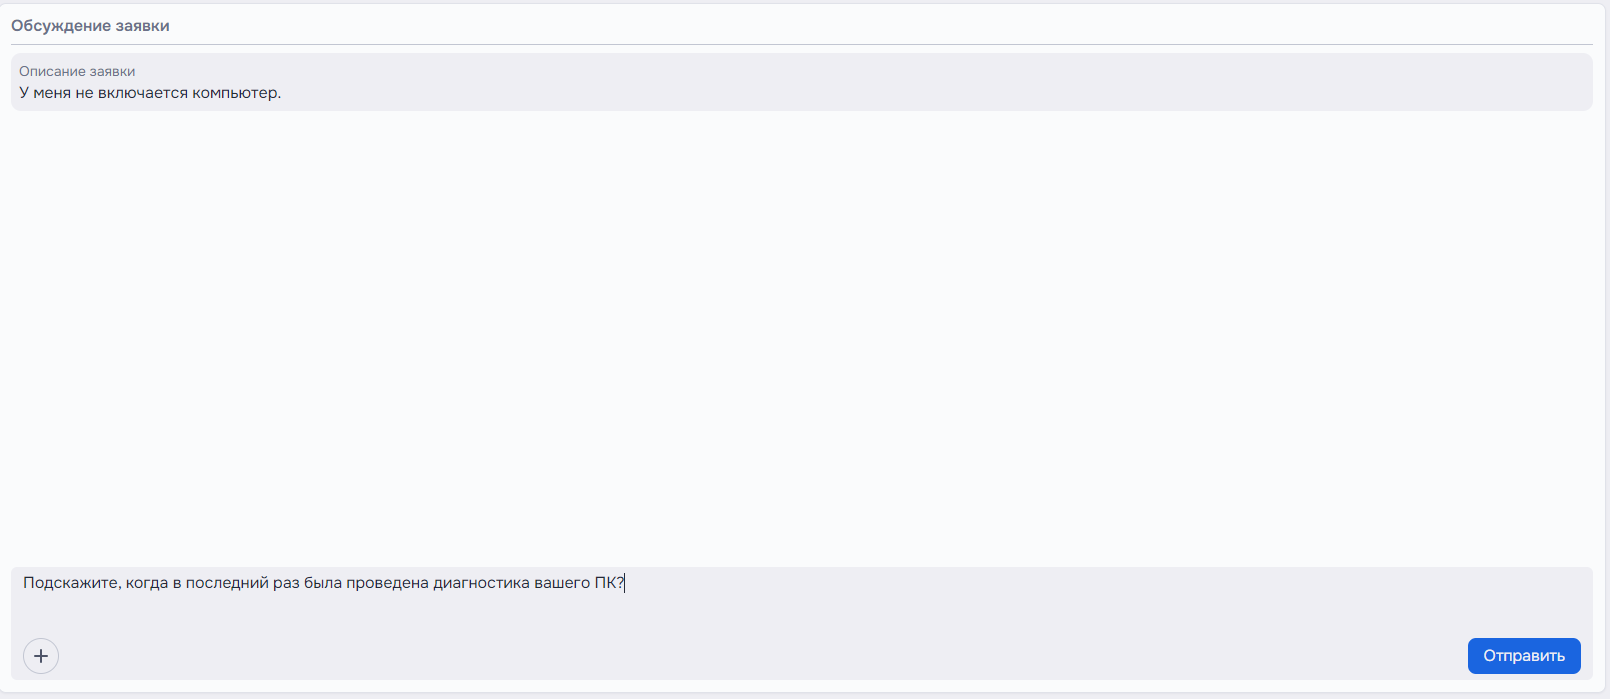 Обсуждение заявки
Описание заявки
У меня не включается компьютер.
Подскажите, когда в последний раз была проведена диагностика вашего ПК?
Отправить